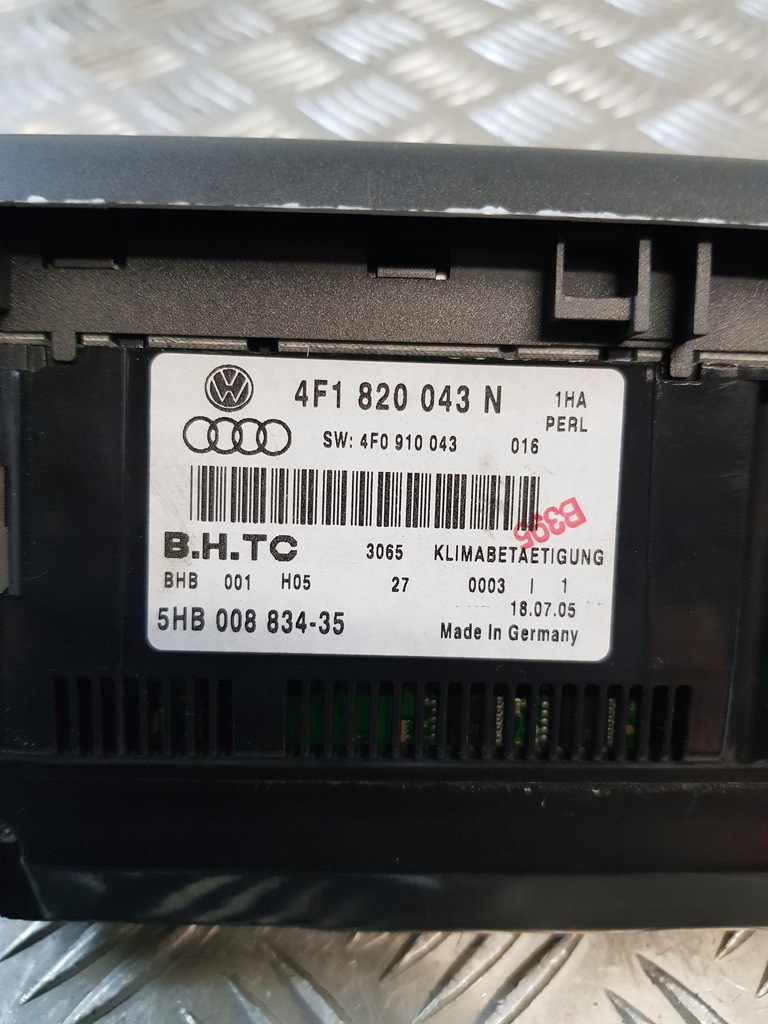 4F1 820 043 N 1HA
PERL
SW: 4F0 910 043 016
B395
B.H.TC 3065 KLIMABETAETIGUNG
BHB 001 H05 27 0003 I 1
18.07.05
5HB 008 834-35 Made in Germany